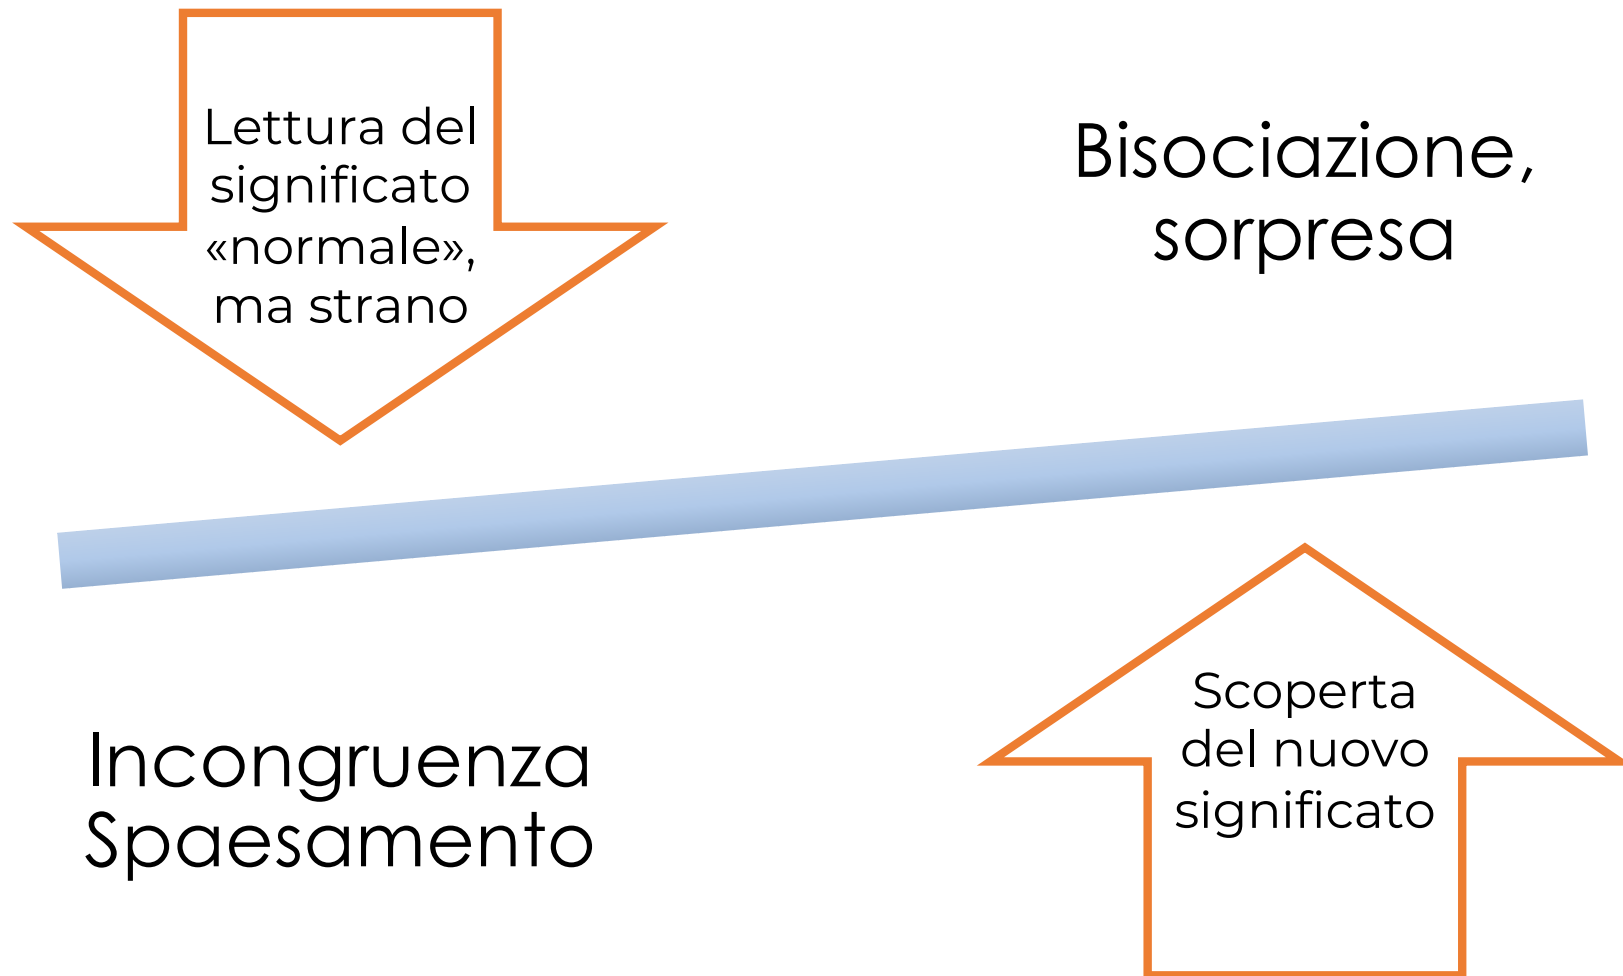 Lettura del
significato
«normale»,
ma strano
Bisociazione,
sorpresa
Incongruenza
Spaesamento
Scoperta
del nuovo
significato